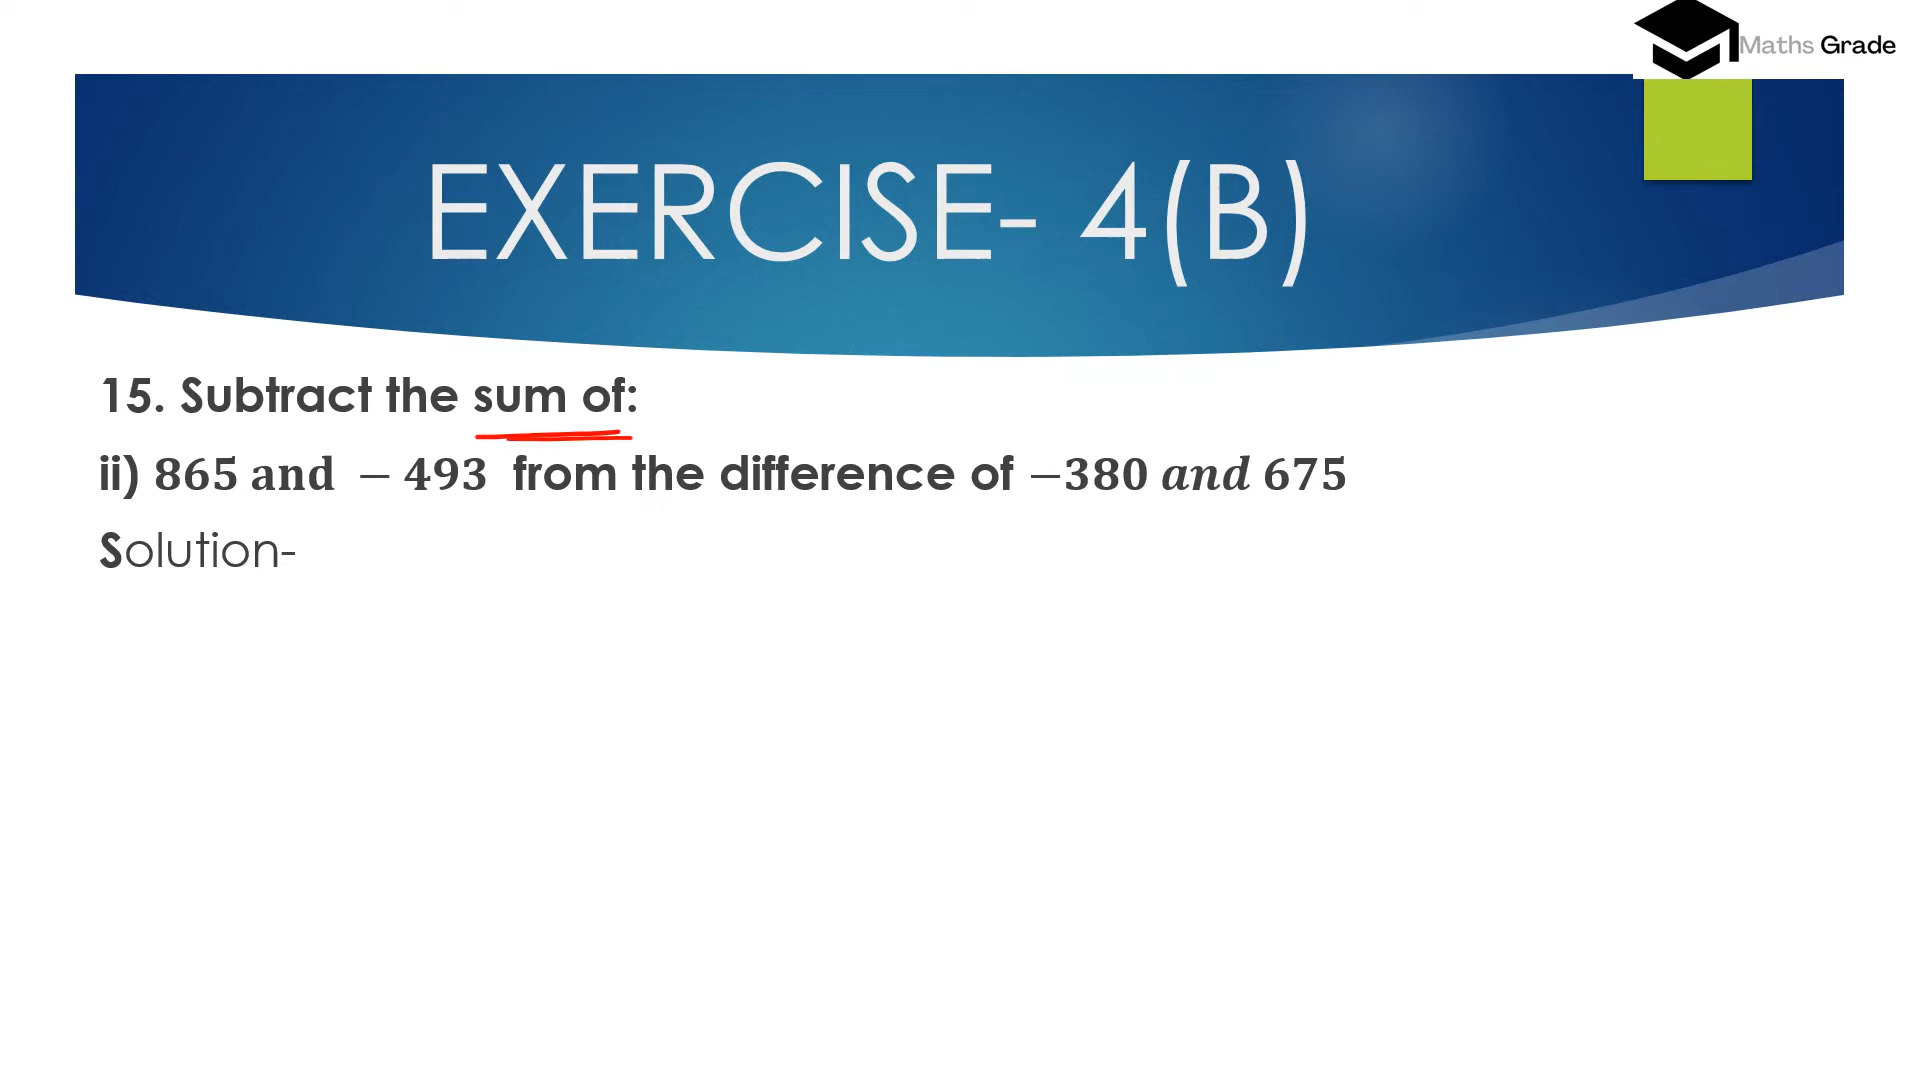 Maths Grade
EXERCISE- 4(B)
15. Subtract the sum of:
ii) 865 and − 493 from the difference of −380 and 675
Solution-